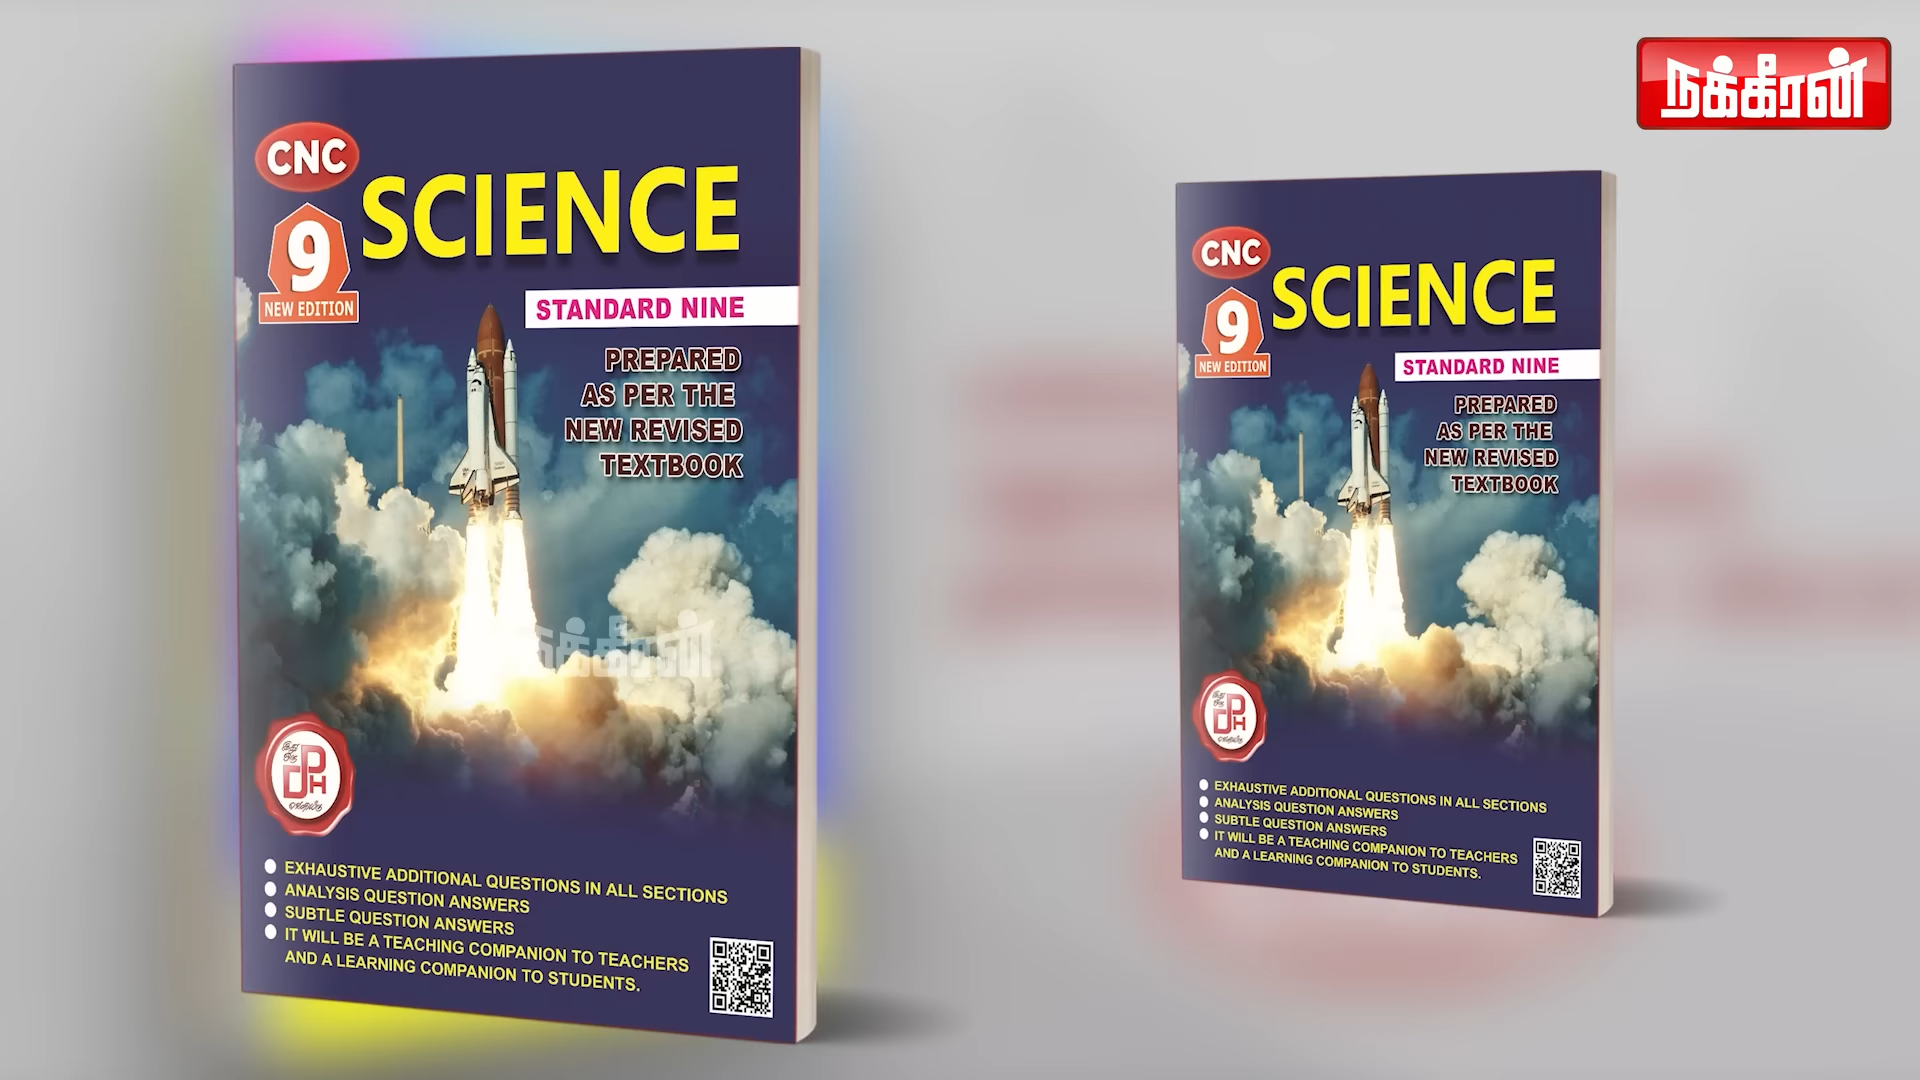 நக்கீரன்
CNC
SCIENCE
9
NEW EDITION
STANDARD NINE
PREPARED
AS PER THE
NEW REVISED
TEXTBOOK
நக்கீரன்
DPH
EXHAUSTIVE ADDITIONAL QUESTIONS IN ALL SECTIONS
ANALYSIS QUESTION ANSWERS
SUBTLE QUESTION ANSWERS
IT WILL BE A TEACHING COMPANION TO TEACHERS
AND A LEARNING COMPANION TO STUDENTS.
CNC
SCIENCE
9
NEW EDITION
STANDARD NINE
PREPARED
AS PER THE
NEW REVISED
TEXTBOOK
DPH
EXHAUSTIVE ADDITIONAL QUESTIONS IN ALL SECTIONS
ANALYSIS QUESTION ANSWERS
SUBTLE QUESTION ANSWERS
IT WILL BE A TEACHING COMPANION TO TEACHERS
AND A LEARNING COMPANION TO STUDENTS.